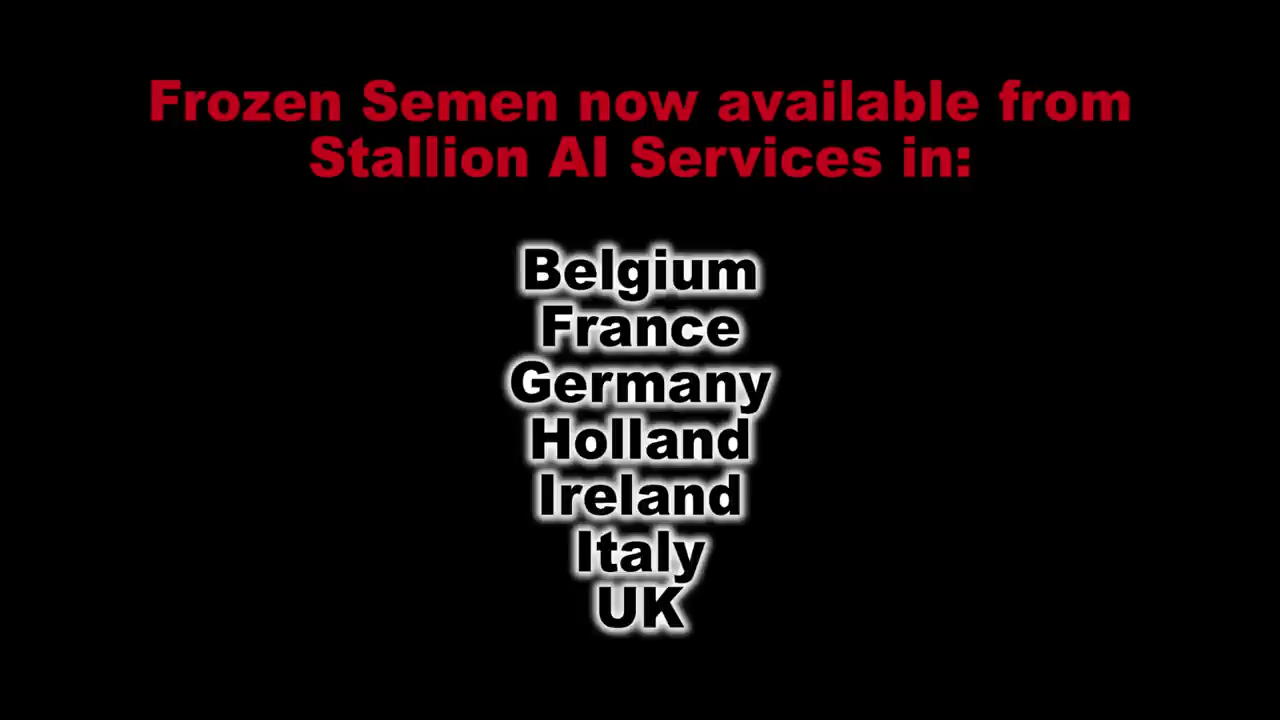 Frozen Semen now available from
Stallion AI Services in:
Belgium
France
Germany
Holland
Ireland
Italy
UK